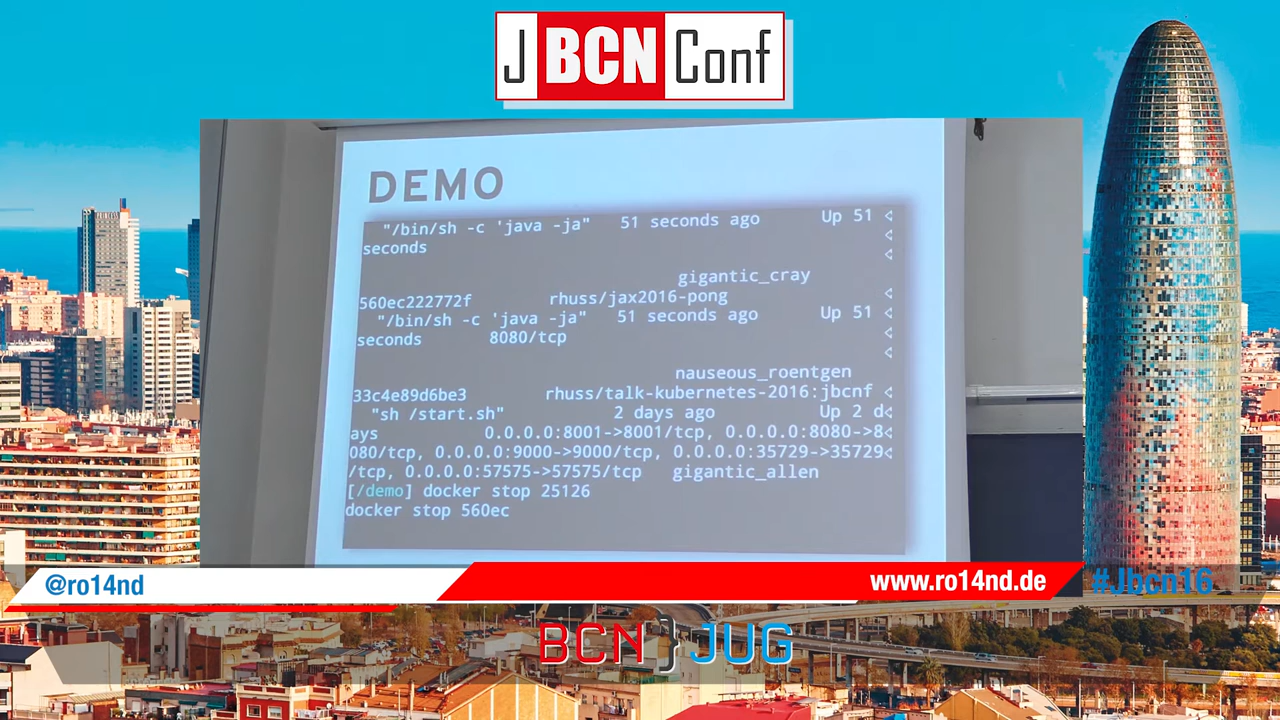 J BCN Conf
DEMO
"/bin/sh -c 'java -ja" 51 seconds ago Up 51
seconds
gigantic_cray
560ec222772f rhuss/jax2016-pong
"/bin/sh -c 'java -ja" 51 seconds ago Up 51
seconds 8080/tcp
nauseous_roentgen
33c4e89d6be3 rhuss/talk-kubernetes-2016:jbcnf
"sh /start.sh" 2 days ago Up 2 d
ays 0.0.0.0:8001->8001/tcp, 0.0.0.0:8080->8
080/tcp, 0.0.0.0:9000->9000/tcp, 0.0.0.0:35729->35729
/tcp, 0.0.0.0:57575->57575/tcp gigantic_allen
[/demo] docker stop 25126
docker stop 560ec
@ro14nd
www.ro14nd.de
#Jbcn16
BCN JUG